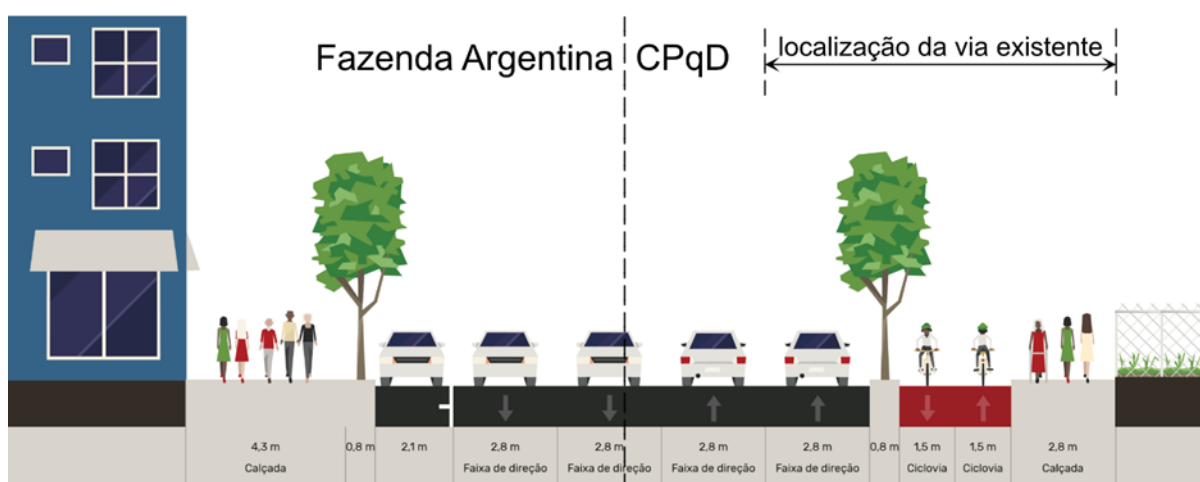 Fazenda Argentina CPqD
localização da via existente
4,3 m 0,8 m 2,1 m 2,8 m 2,8 m 2,8 m 2,8 m 0,8 m 1,5 m 1,5 m 2,8 m
Calçada Faixa de direção Faixa de direção Faixa de direção Faixa de direção Ciclovia Ciclovia Calçada